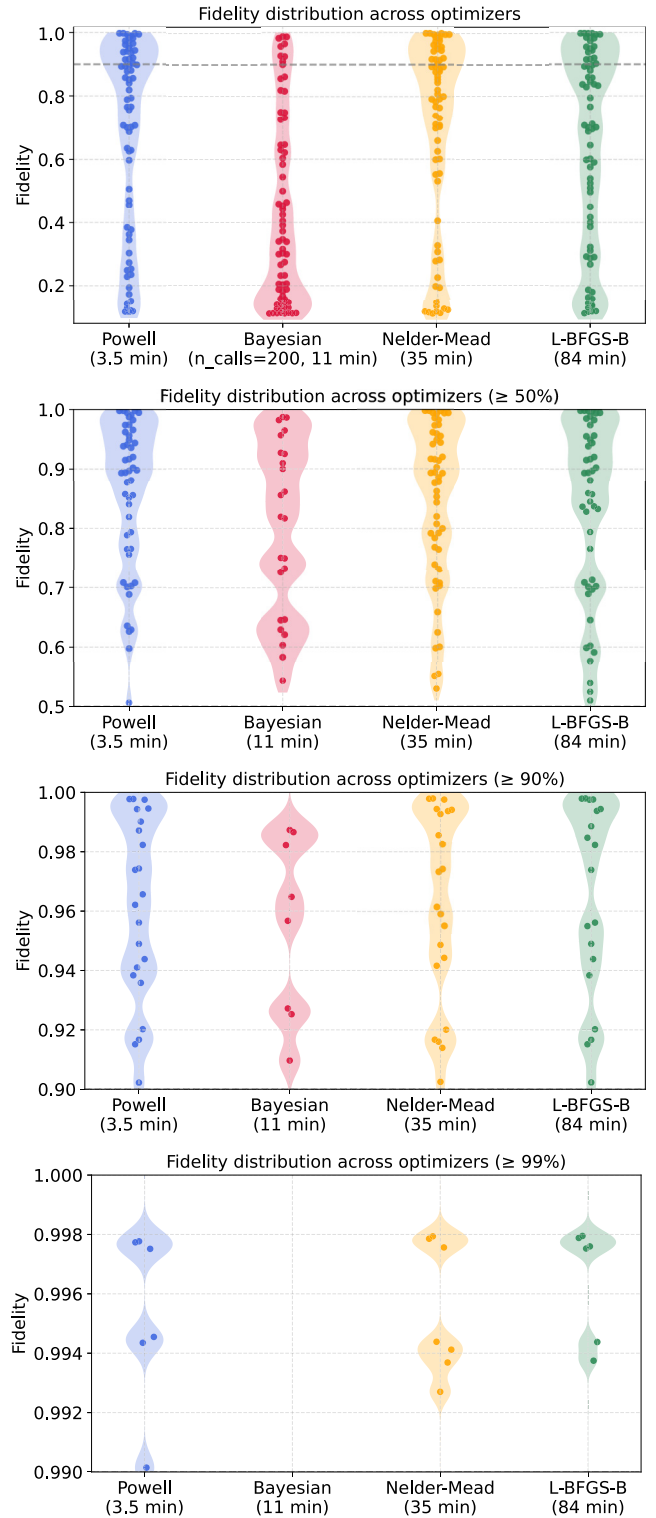 Fidelity distribution across optimizers
1.0
0.8
0.6
0.4
0.2
Fidelity
Powell
(3.5 min)
Bayesian
(n_calls=200, 11 min)
Nelder-Mead
(35 min)
L-BFGS-B
(84 min)
Fidelity distribution across optimizers (≥ 50%)
1.0
0.9
0.8
0.7
0.6
0.5
Fidelity
Powell
(3.5 min)
Bayesian
(11 min)
Nelder-Mead
(35 min)
L-BFGS-B
(84 min)
Fidelity distribution across optimizers (≥ 90%)
1.00
0.98
0.96
0.94
0.92
0.90
Fidelity
Powell
(3.5 min)
Bayesian
(11 min)
Nelder-Mead
(35 min)
L-BFGS-B
(84 min)
Fidelity distribution across optimizers (≥ 99%)
1.000
0.998
0.996
0.994
0.992
0.990
Fidelity
Powell
(3.5 min)
Bayesian
(11 min)
Nelder-Mead
(35 min)
L-BFGS-B
(84 min)